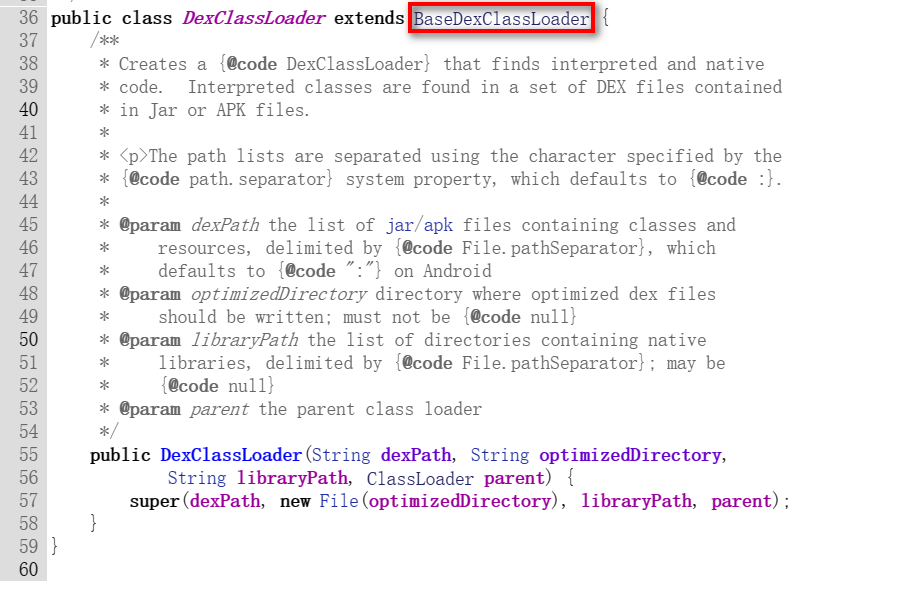 36 public class DexClassLoader extends BaseDexClassLoader {
37     /**
38      * Creates a {@code DexClassLoader} that finds interpreted and native
39      * code.  Interpreted classes are found in a set of DEX files contained
40      * in Jar or APK files.
41      *
42      * <p>The path lists are separated using the character specified by the
43      * {@code path.separator} system property, which defaults to {@code :}.
44      *
45      * @param dexPath the list of jar/apk files containing classes and
46      *     resources, delimited by {@code File.pathSeparator}, which
47      *     defaults to {@code ":"} on Android
48      * @param optimizedDirectory directory where optimized dex files
49      *     should be written; must not be {@code null}
50      * @param libraryPath the list of directories containing native
51      *     libraries, delimited by {@code File.pathSeparator}; may be
52      *     {@code null}
53      * @param parent the parent class loader
54      */
55     public DexClassLoader(String dexPath, String optimizedDirectory,
56             String libraryPath, ClassLoader parent) {
57         super(dexPath, new File(optimizedDirectory), libraryPath, parent);
58     }
59 }
60